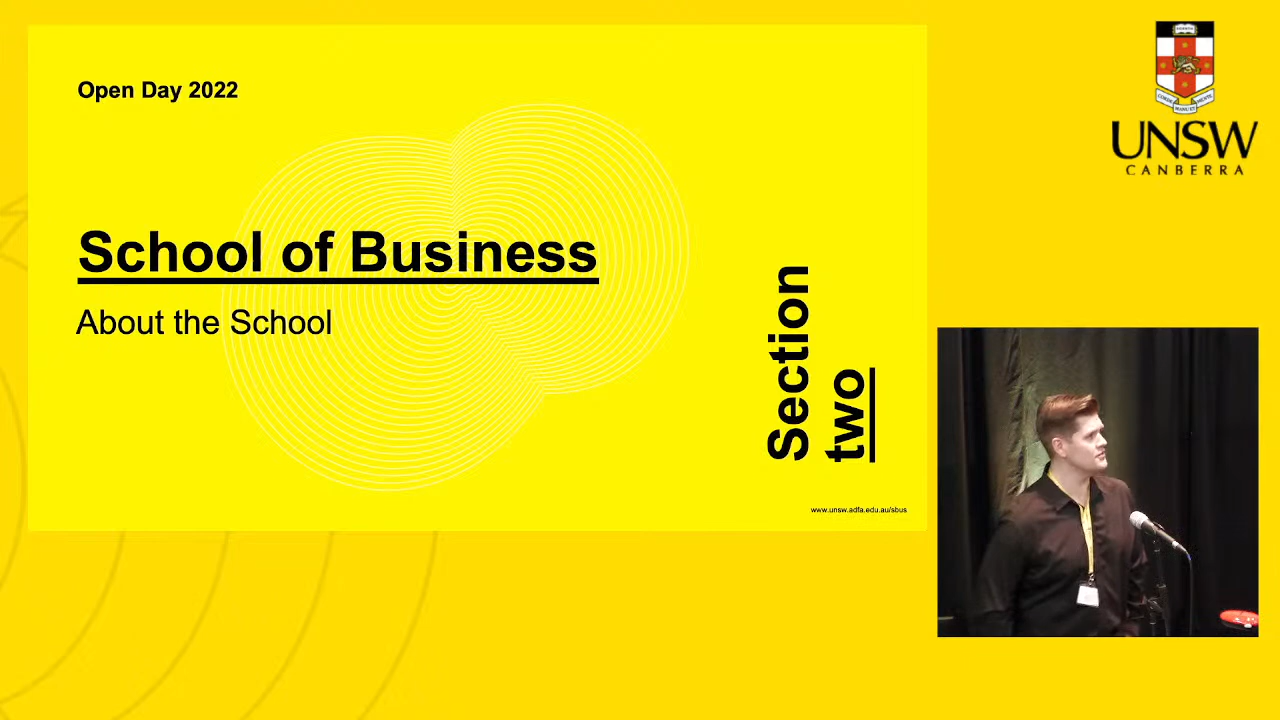 Open Day 2022
School of Business
About the School
Section
two
www.unsw.adfa.edu.au/sbus
UNSW
CANBERRA